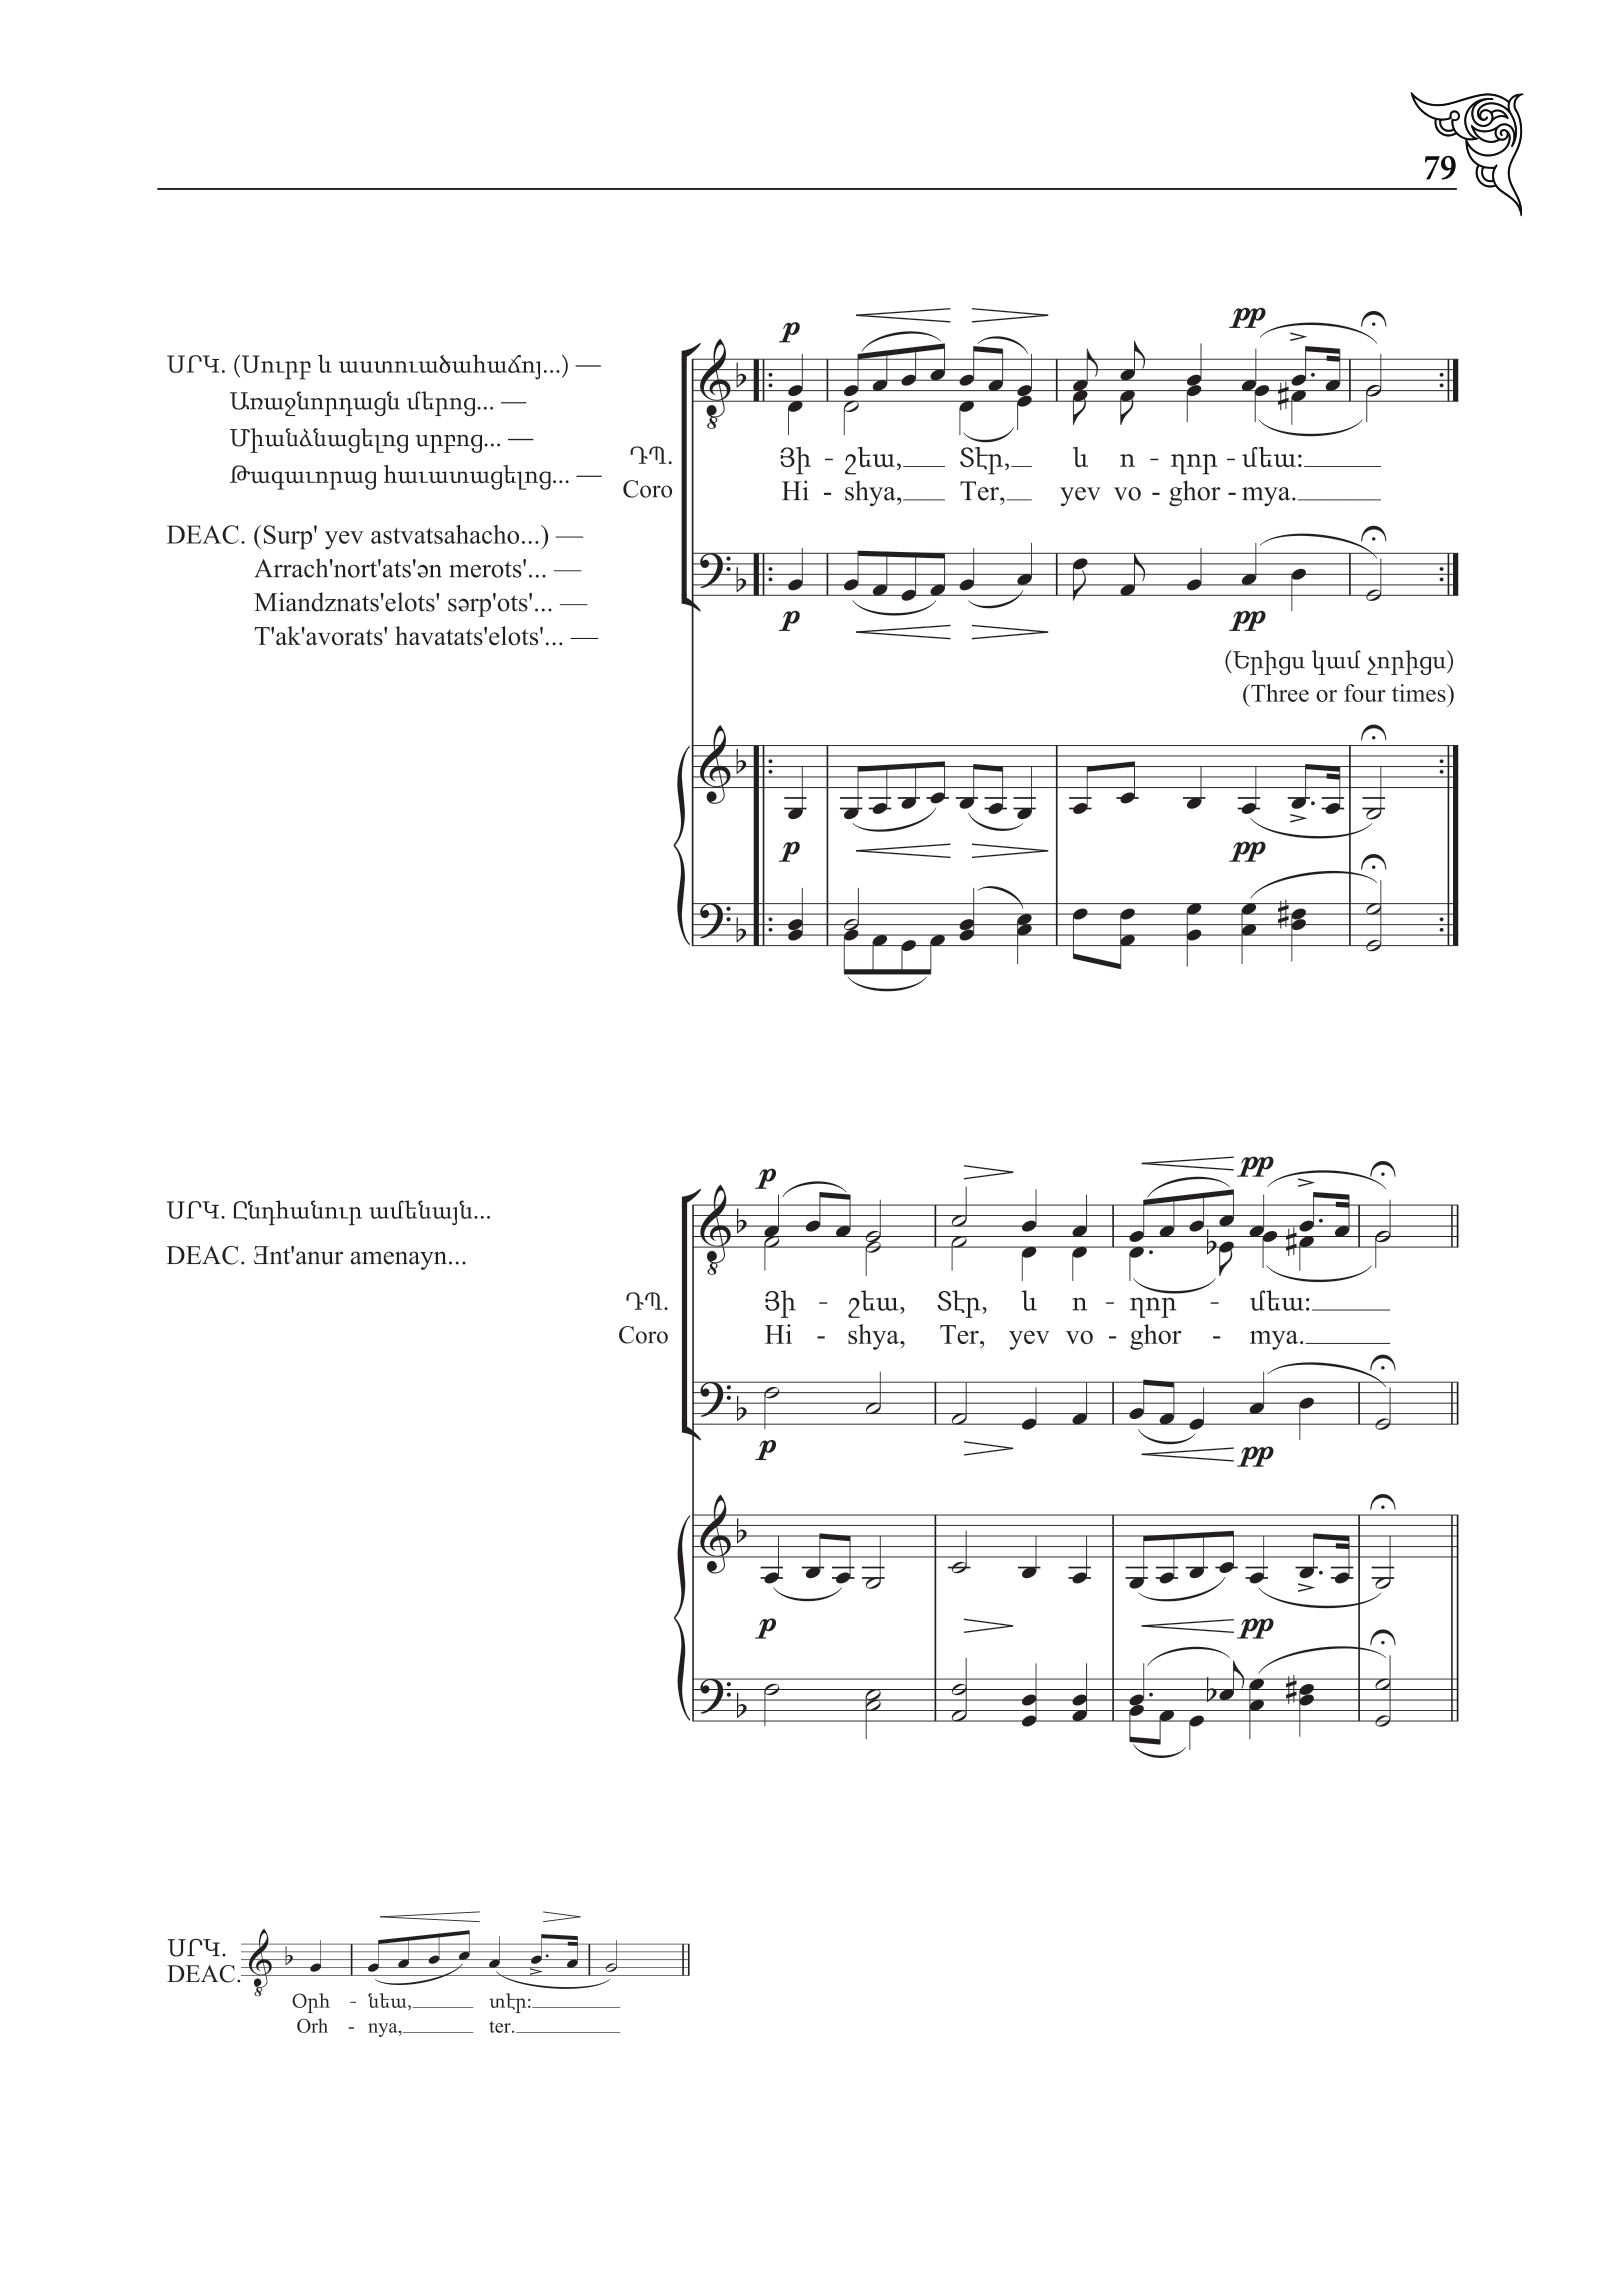 79
ՍՐԿ. (Սուրբ և աստուածահաճոյ...) —
Առաջնորդացն մերոց... —
Միանձնացելոց սրբոց... —
Թագաւորաց հաւատացելոց... —
DEAC. (Surp' yev astvatsahacho...) —
Arrach'nort'ats'ən merots'... —
Miandznats'elots' sərp'ots'... —
T'ak'avorats' havatats'elots'... —
p pp
ԴՊ. Յի - շեա, Տէր, և ո - ղոր - մեա:
Coro Hi - shya, Ter, yev vo - ghor - mya.
p pp
(Երիցս կամ չորիցս)
(Three or four times)
p pp
ՍՐԿ. Ընդհանուր ամենայն...
DEAC. Ənt'anur amenayn...
p pp
ԴՊ. Յի - շեա, Տէր, և ո - ղոր - մեա:
Coro Hi - shya, Ter, yev vo - ghor - mya.
p pp
p pp
ՍՐԿ.
DEAC.
Օրհ - նեա, տէր:
Orh - nya, ter.